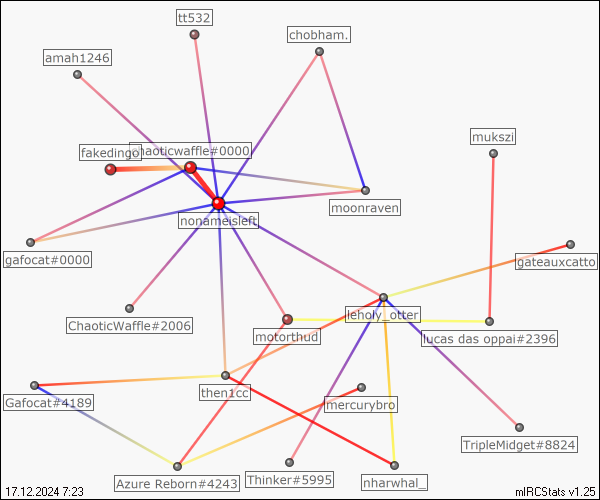 tt532
chobham.
amah1246
mukszi
fakedingo
chaoticwaffle#0000
moonraven
nonameisleft
gafocat#0000
gateauxcatto
leholy_otter
ChaoticWaffle#2006
motorthud
lucas das oppai#2396
then1cc
Gafocat#4189
mercurybro
TripleMidget#8824
Thinker#5995
nharwhal_
Azure Reborn#4243
17.12.2024 7:23
mIRCStats v1.25